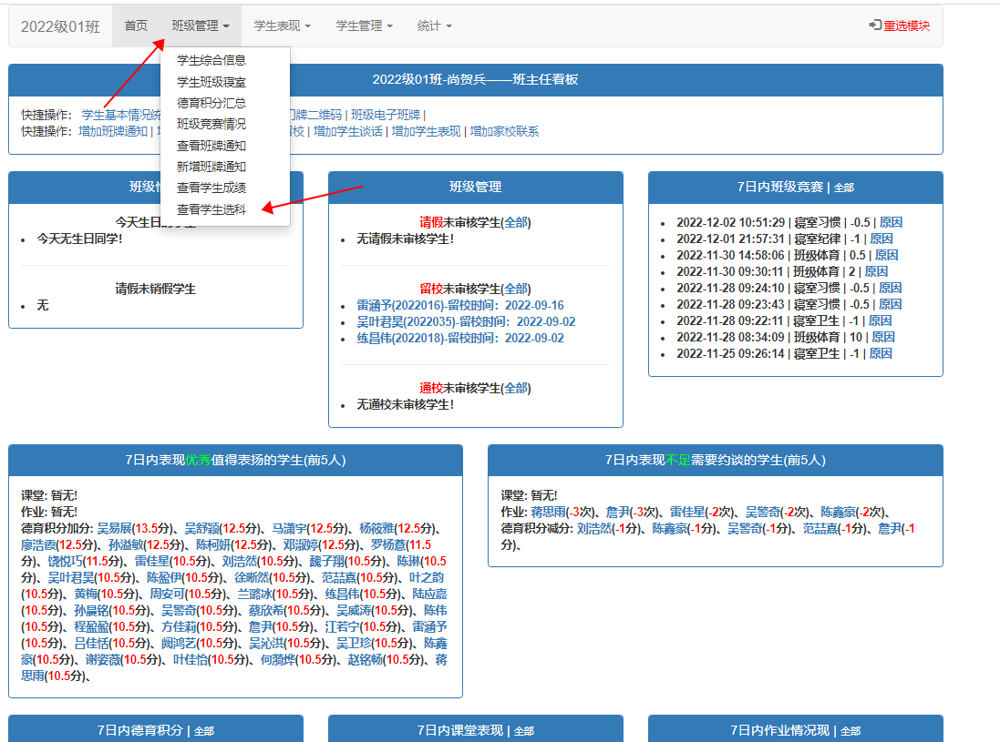 2022级01班 首页 班级管理 学生表现 学生管理 统计 重选模块
学生综合信息
学生班级寝室
德育积分汇总
班级竞赛情况
查看班牌通知
新增班牌通知
查看学生成绩
查看学生选科
2022级01班-尚贺兵——班主任看板
快捷操作： 学生基本情况统 门牌二维码 | 班级电子班牌 |
快捷操作：增加班牌通知 | 留校 | 增加学生谈话 | 增加学生表现 | 增加家校联系
班级情
今天生日的学生
今天无生日同学!
请假未销假学生
无
班级管理
请假未审核学生(全部)
无请假未审核学生!
留校未审核学生(全部)
雷涵予(2022016)-留校时间：2022-09-16
吴叶君昊(2022035)-留校时间：2022-09-02
练昌伟(2022018)-留校时间：2022-09-02
通校未审核学生(全部)
无通校未审核学生!
7日内班级竞赛 | 全部
2022-12-02 10:51:29 | 寝室习惯 | -0.5 | 原因
2022-12-01 21:57:31 | 寝室纪律 | -1 | 原因
2022-11-30 14:58:06 | 班级体育 | 0.5 | 原因
2022-11-30 09:30:11 | 班级体育 | 2 | 原因
2022-11-28 09:24:10 | 寝室习惯 | -0.5 | 原因
2022-11-28 09:23:43 | 寝室习惯 | -0.5 | 原因
2022-11-28 09:22:11 | 寝室卫生 | -1 | 原因
2022-11-28 08:34:09 | 班级体育 | 10 | 原因
2022-11-25 09:26:14 | 寝室卫生 | -1 | 原因
7日内表现优秀值得表扬的学生(前5人)
课堂: 暂无!
作业: 暂无!
德育积分加分: 吴易展(13.5分)、吴舒颖(12.5分)、马潇宇(12.5分)、杨筱雅(12.5分)、
廖浩霞(12.5分)、孙溢敏(12.5分)、陈柯妍(12.5分)、邓淑婷(12.5分)、罗杨薏(11.5
分)、饶悦巧(11.5分)、雷佳星(10.5分)、刘浩然(10.5分)、魏子翔(10.5分)、陈琳(10.5
分)、吴叶君昊(10.5分)、陈盈伊(10.5分)、徐晰然(10.5分)、范喆熹(10.5分)、叶之韵
(10.5分)、黄梅(10.5分)、周安可(10.5分)、兰璐冰(10.5分)、练昌伟(10.5分)、陆应嘉
(10.5分)、孙晨铭(10.5分)、吴警奇(10.5分)、蔡欣希(10.5分)、吴威涛(10.5分)、陈伟
(10.5分)、程盈盈(10.5分)、方佳莉(10.5分)、詹尹(10.5分)、江若宁(10.5分)、雷涵予
(10.5分)、吕佳恬(10.5分)、阙鸿艺(10.5分)、吴沁洪(10.5分)、吴卫珍(10.5分)、陈鑫
豪(10.5分)、谢姿薇(10.5分)、叶佳怡(10.5分)、何漪烨(10.5分)、赵铭畅(10.5分)、蒋
思雨(10.5分)、
7日内表现不足需要约谈的学生(前5人)
课堂: 暂无!
作业: 蒋思雨(-3次)、詹尹(-3次)、雷佳星(-2次)、吴警奇(-2次)、陈鑫豪(-2次)、
德育积分减分: 刘浩然(-1分)、陈鑫豪(-1分)、吴警奇(-1分)、范喆熹(-1分)、詹尹(-1
分)、
7日内德育积分 | 全部
7日内课堂表现 | 全部
7日内作业情况现 | 全部